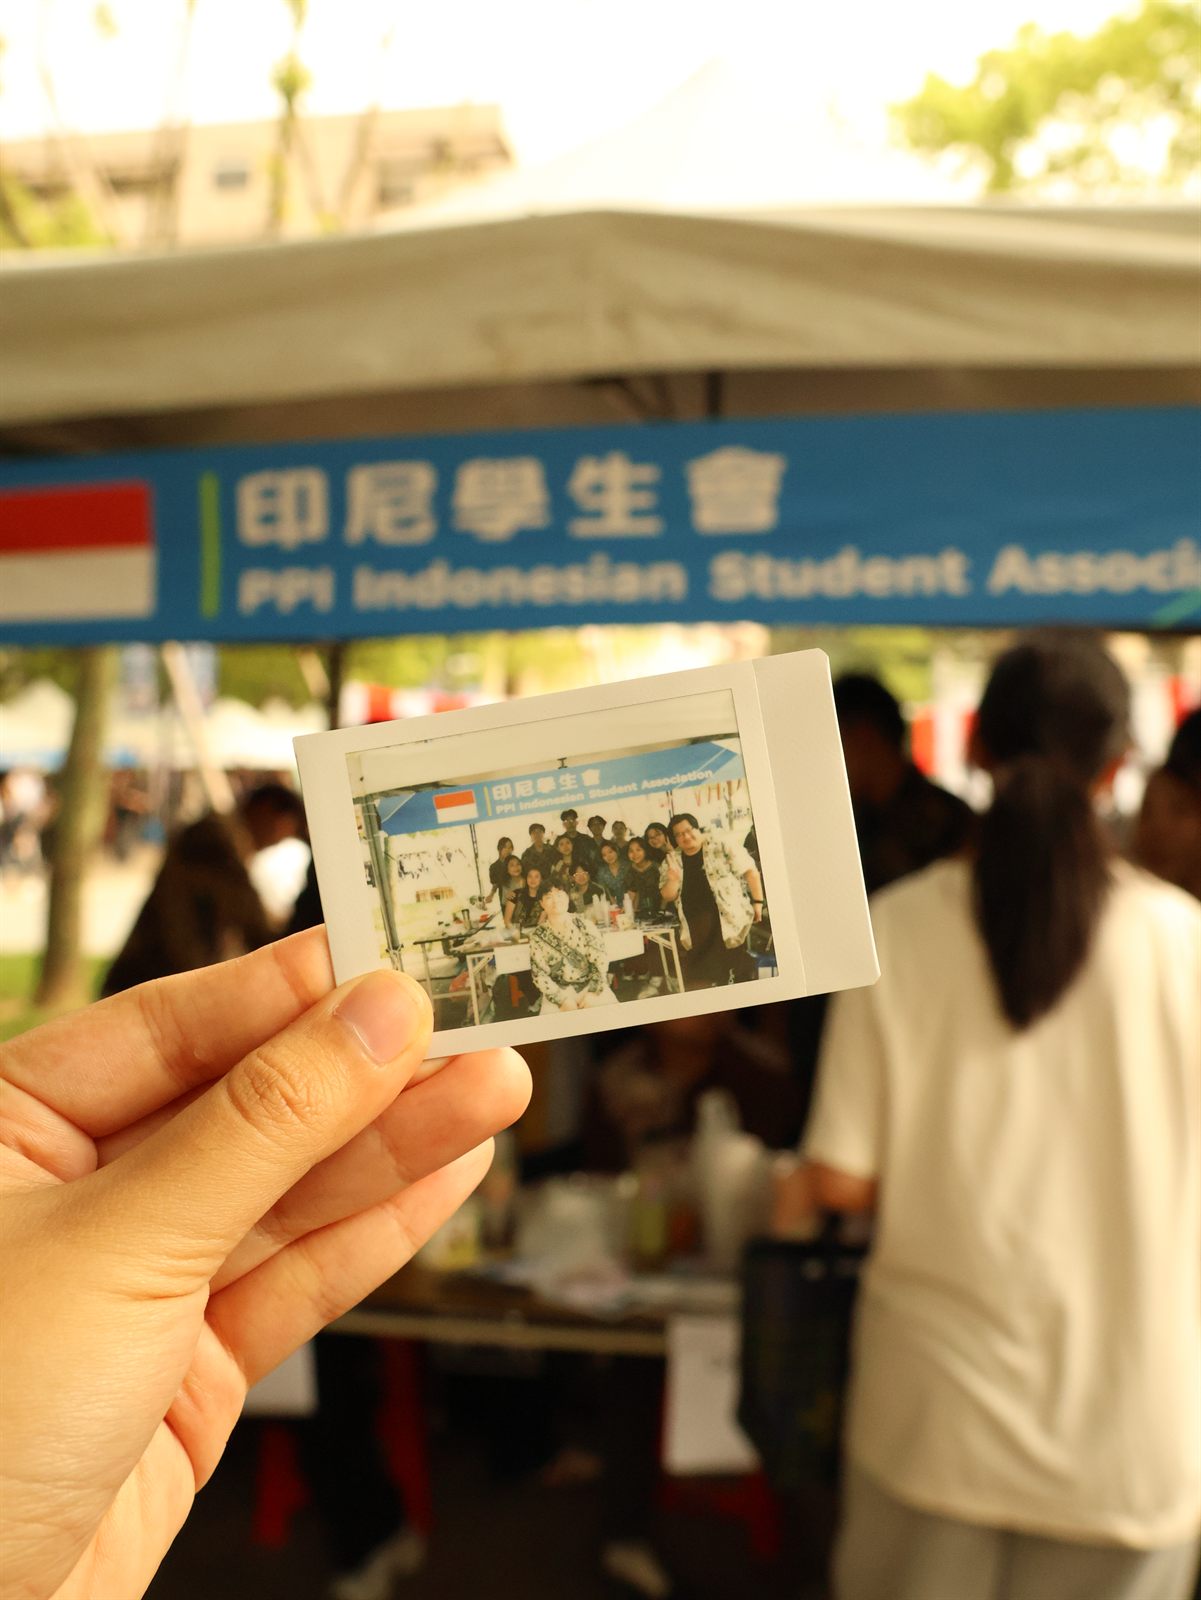 印尼學生會
PPI Indonesian Student Associ
印尼學生會
PPI Indonesian Student Association